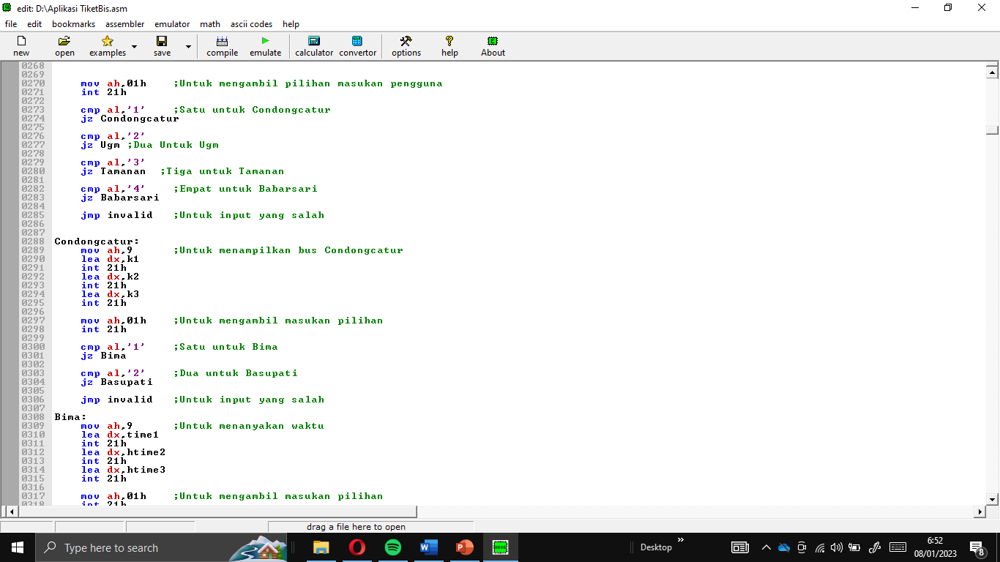 edit: D:\Aplikasi TiketBis.asm
file edit bookmarks assembler emulator math ascii codes help
new open examples save compile emulate calculator convertor options help About
0268
0269
0270 mov ah,01h ;Untuk mengambil pilihan masukan pengguna
0271 int 21h
0272
0273 cmp al,'1' ;Satu untuk Condongcatur
0274 jz Condongcatur
0275
0276 cmp al,'2'
0277 jz Ugm ;Dua Untuk Ugm
0278
0279 cmp al,'3'
0280 jz Tamanan ;Tiga untuk Tamanan
0281
0282 cmp al,'4' ;Empat untuk Babarsari
0283 jz Babarsari
0284
0285 jmp invalid ;Untuk input yang salah
0286
0287
0288 Condongcatur:
0289 mov ah,9 ;Untuk menampilkan bus Condongcatur
0290 lea dx,k1
0291 int 21h
0292 lea dx,k2
0293 int 21h
0294 lea dx,k3
0295 int 21h
0296
0297 mov ah,01h ;Untuk mengambil masukan pilihan
0298 int 21h
0299
0300 cmp al,'1' ;Satu untuk Bima
0301 jz Bima
0302
0303 cmp al,'2' ;Dua untuk Basupati
0304 jz Basupati
0305
0306 jmp invalid ;Untuk input yang salah
0307
0308 Bima:
0309 mov ah,9 ;Untuk menanyakan waktu
0310 lea dx,time1
0311 int 21h
0312 lea dx,htime2
0313 int 21h
0314 lea dx,htime3
0315 int 21h
0316
0317 mov ah,01h ;Untuk mengambil masukan pilihan
0318 int 21h
drag a file here to open
Type here to search
Desktop
6:52
08/01/2023
8